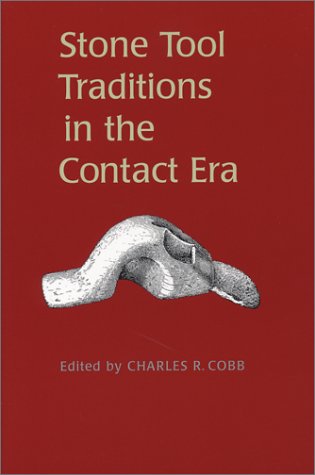 Stone Tool
Traditions
in the
Contact Era
Edited by CHARLES R. COBB